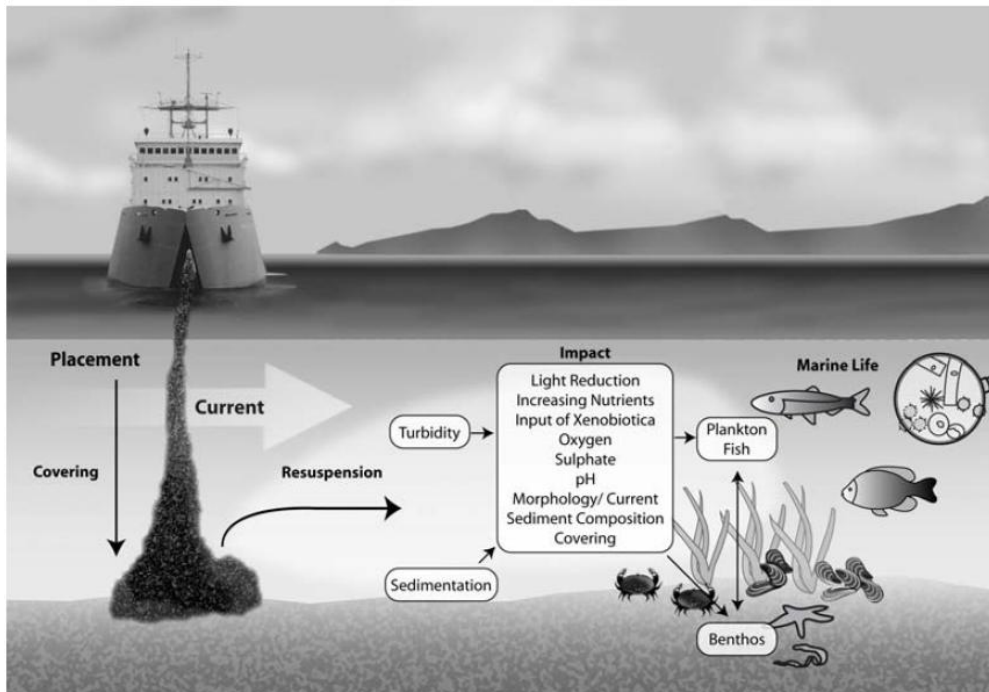 Placement
Current
Covering
Resuspension
Turbidity
Sedimentation
Impact
Light Reduction
Increasing Nutrients
Input of Xenobiotica
Oxygen
Sulphate
pH
Morphology/ Current
Sediment Composition
Covering
Marine Life
Plankton
Fish
Benthos